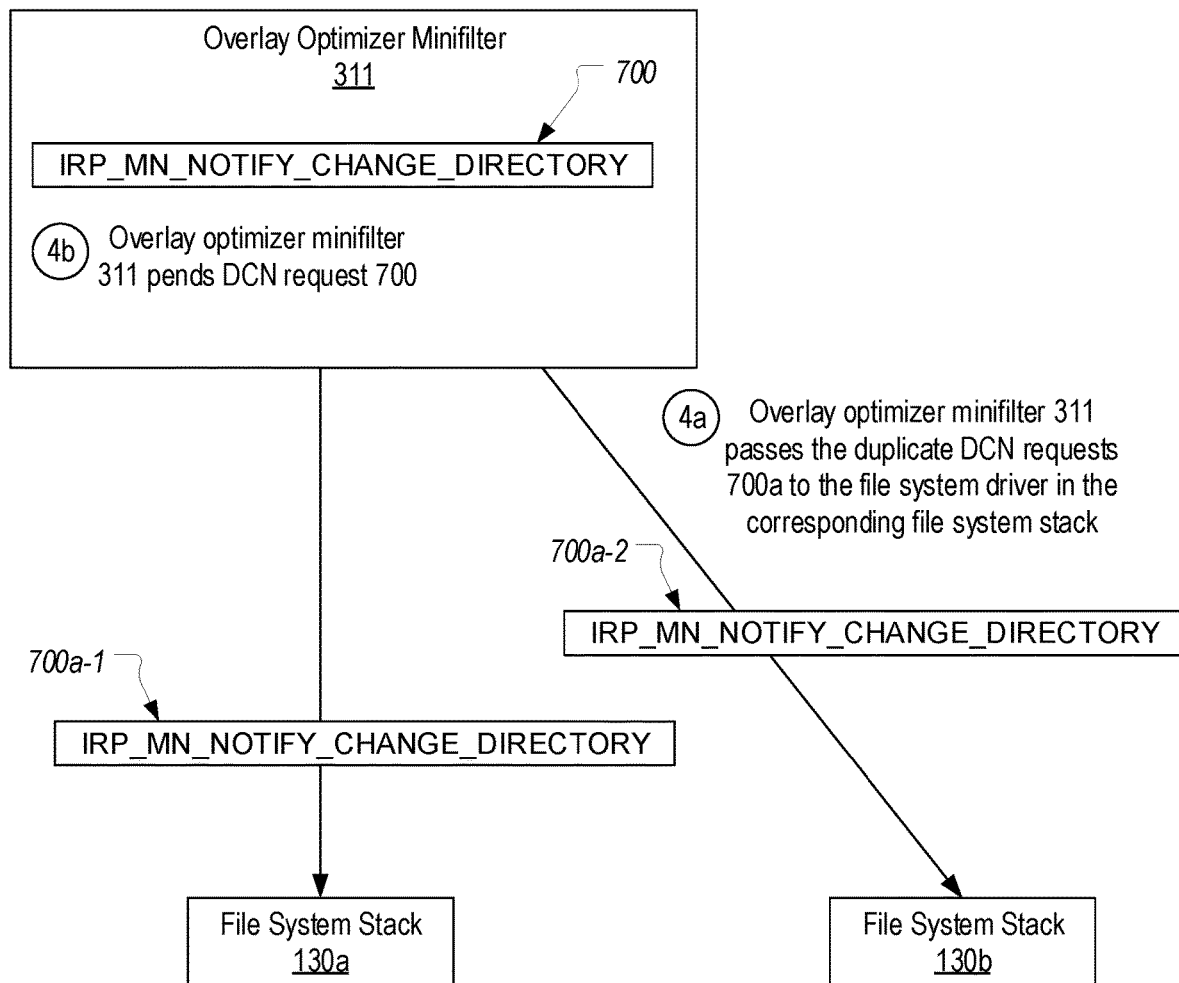 Overlay Optimizer Minifilter
311
700
IRP_MN_NOTIFY_CHANGE_DIRECTORY
4b
Overlay optimizer minifilter
311 pends DCN request 700
4a
Overlay optimizer minifilter 311
passes the duplicate DCN requests
700a to the file system driver in the
corresponding file system stack
700a-2
IRP_MN_NOTIFY_CHANGE_DIRECTORY
700a-1
IRP_MN_NOTIFY_CHANGE_DIRECTORY
File System Stack
130a
File System Stack
130b